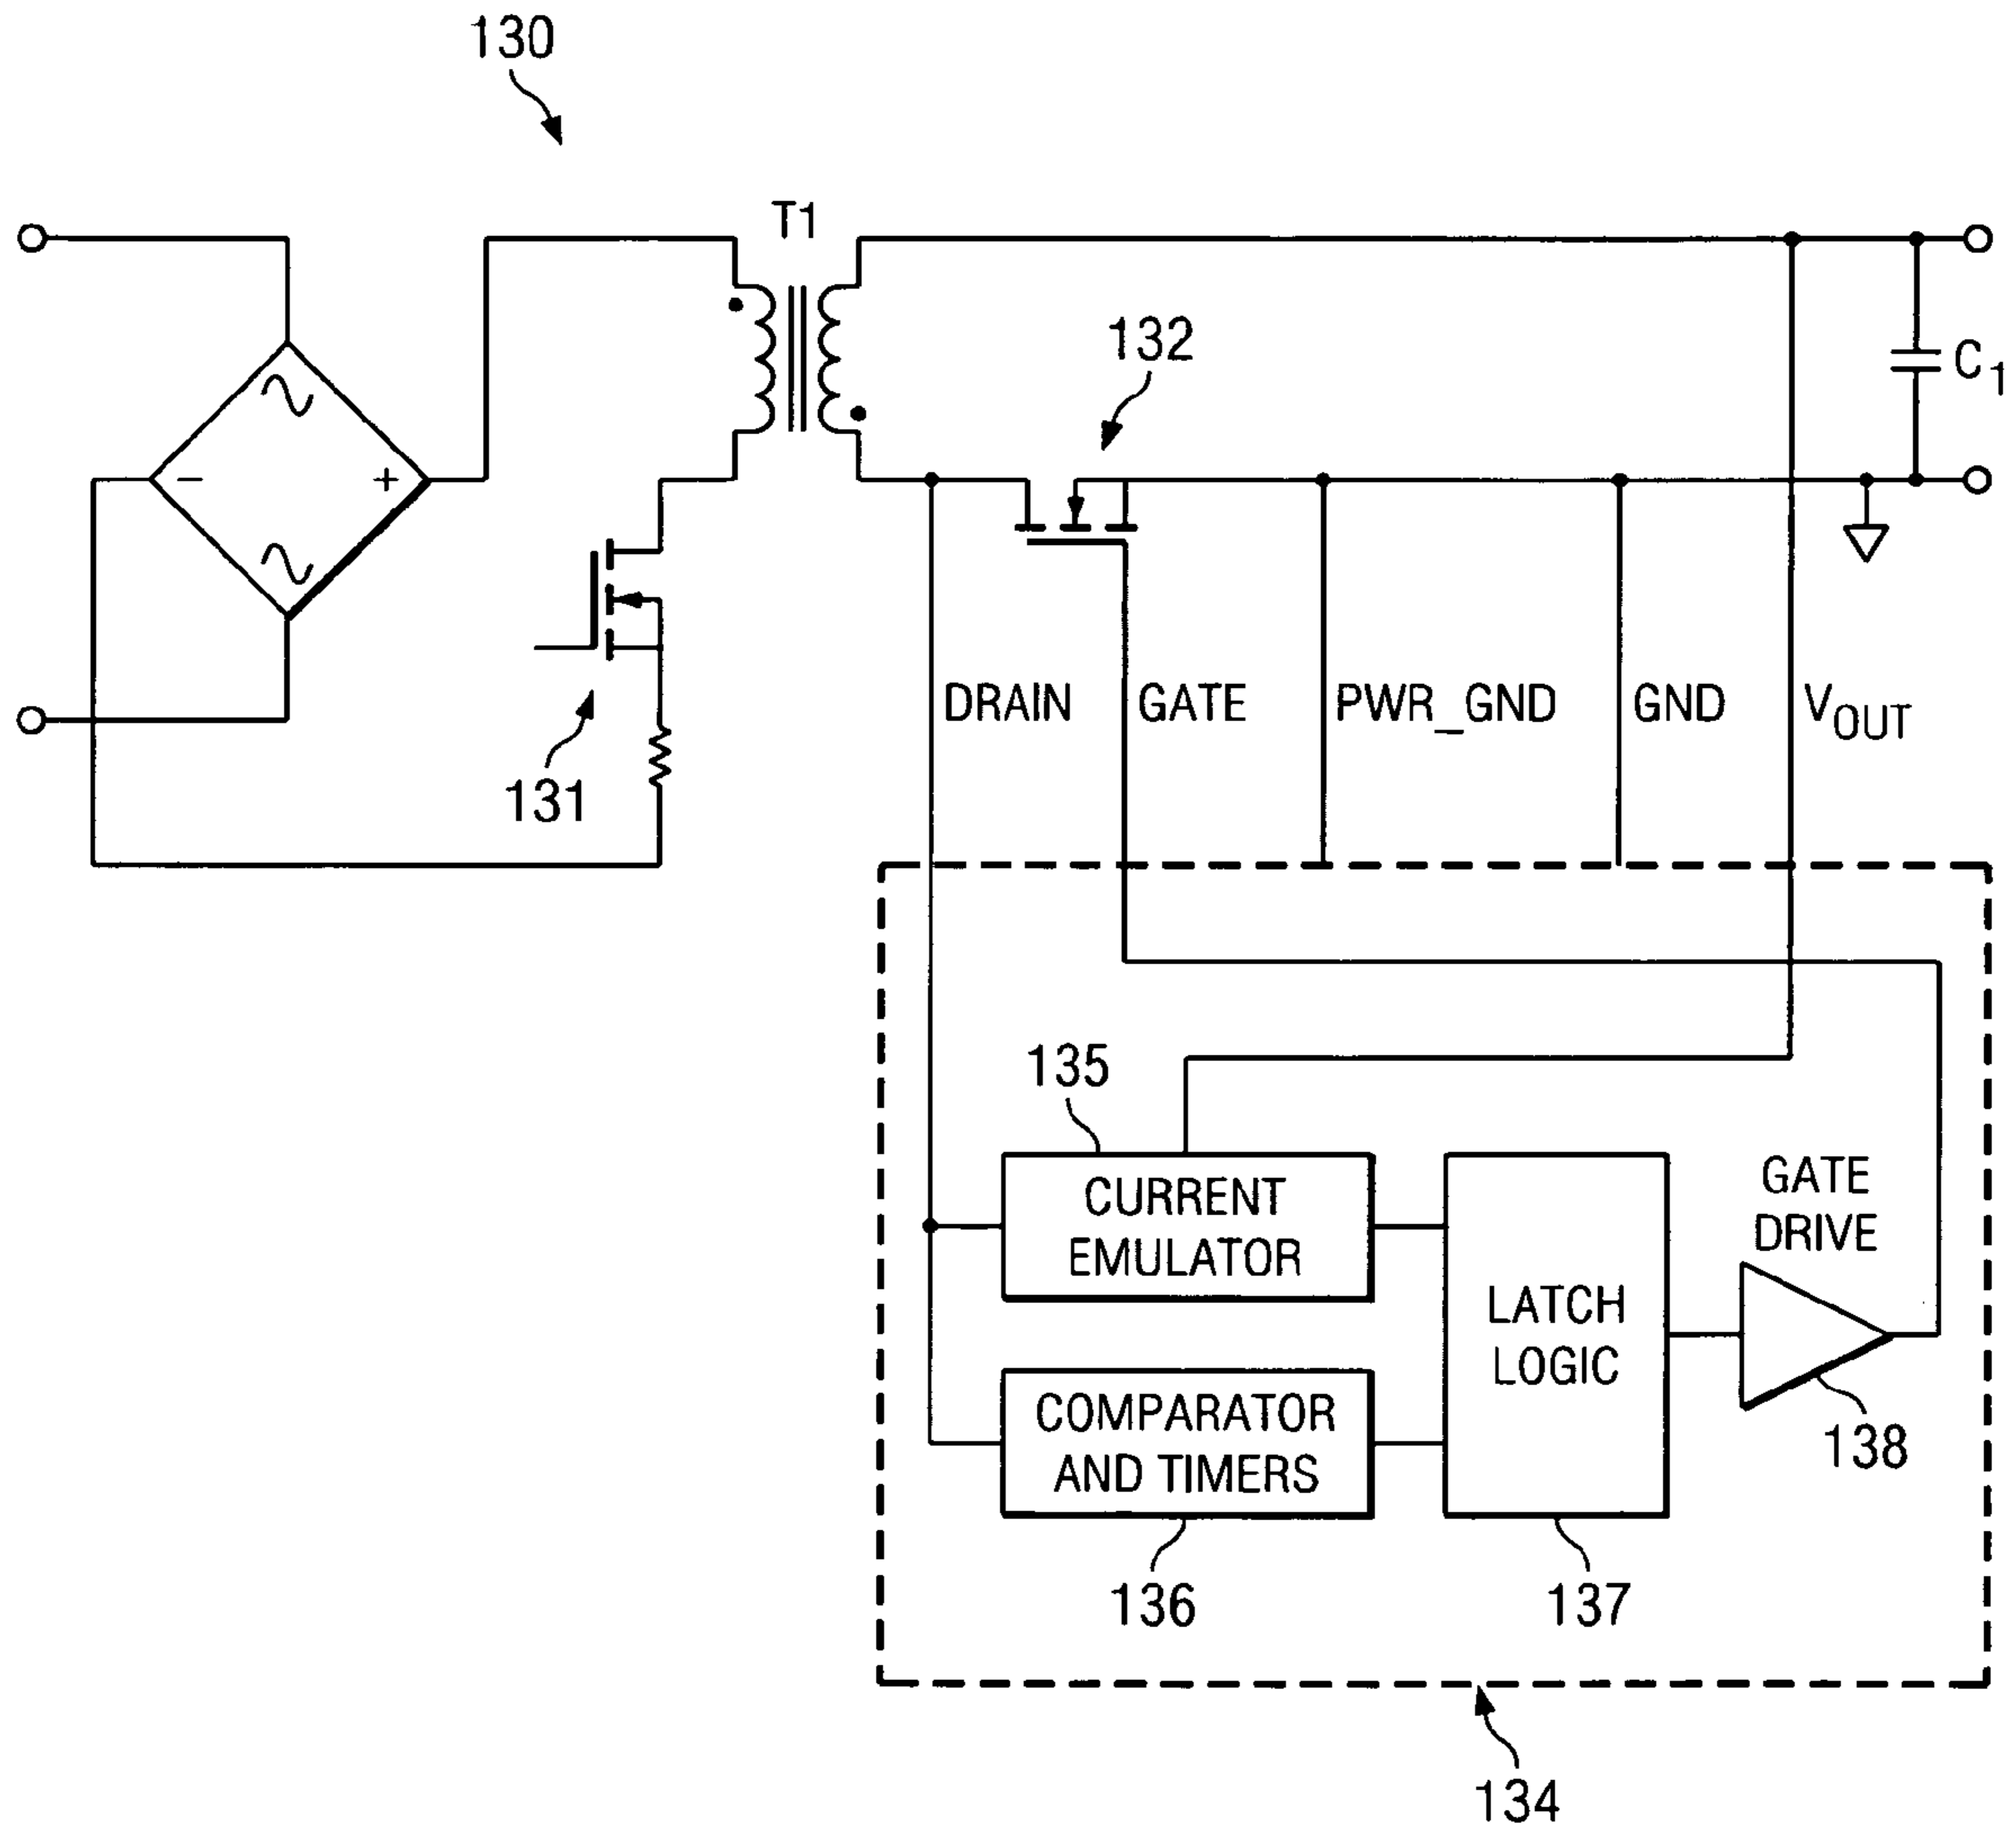 130
T1
132
C1
−
+
131
DRAIN
GATE
PWR_GND
GND
VOUT
135
CURRENT
EMULATOR
GATE
DRIVE
LATCH
LOGIC
COMPARATOR
AND TIMERS
138
136
137
134